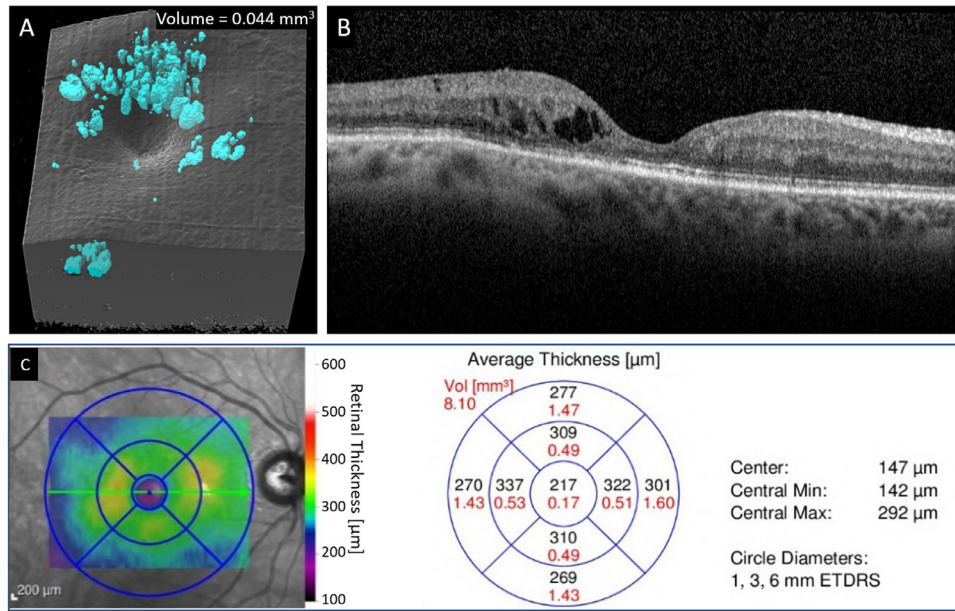 A
Volume = 0.044 mm³
B
C
600
500
400
300
200
100
Retinal Thickness [µm]
200 µm
Average Thickness [µm]
Vol [mm³]
8.10
277
1.47
309
0.49
270 337 217 322 301
1.43 0.53 0.17 0.51 1.60
310
0.49
269
1.43
Center: 147 µm
Central Min: 142 µm
Central Max: 292 µm
Circle Diameters:
1, 3, 6 mm ETDRS